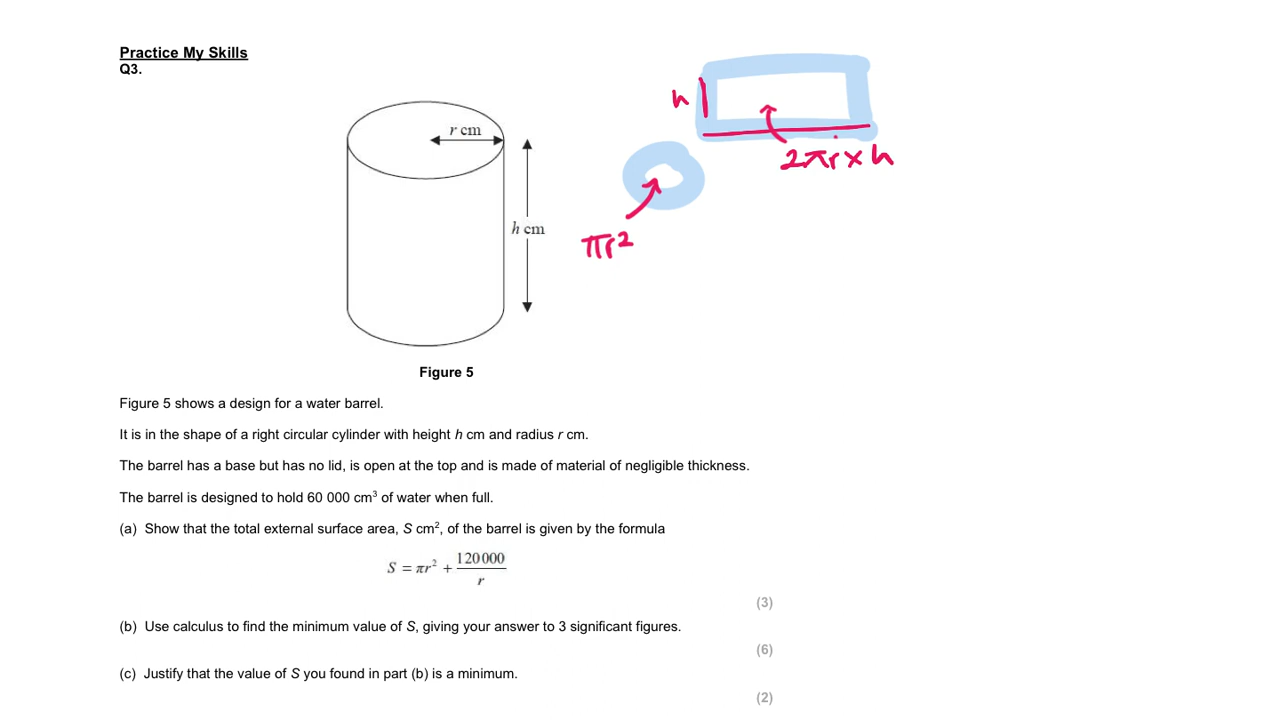 Practice My Skills
Q3.
r cm
h cm
h
2πr × h
πr²
Figure 5
Figure 5 shows a design for a water barrel.
It is in the shape of a right circular cylinder with height h cm and radius r cm.
The barrel has a base but has no lid, is open at the top and is made of material of negligible thickness.
The barrel is designed to hold 60 000 cm³ of water when full.
(a) Show that the total external surface area, S cm², of the barrel is given by the formula
S = πr² + 120000/r
(3)
(b) Use calculus to find the minimum value of S, giving your answer to 3 significant figures.
(6)
(c) Justify that the value of S you found in part (b) is a minimum.
(2)